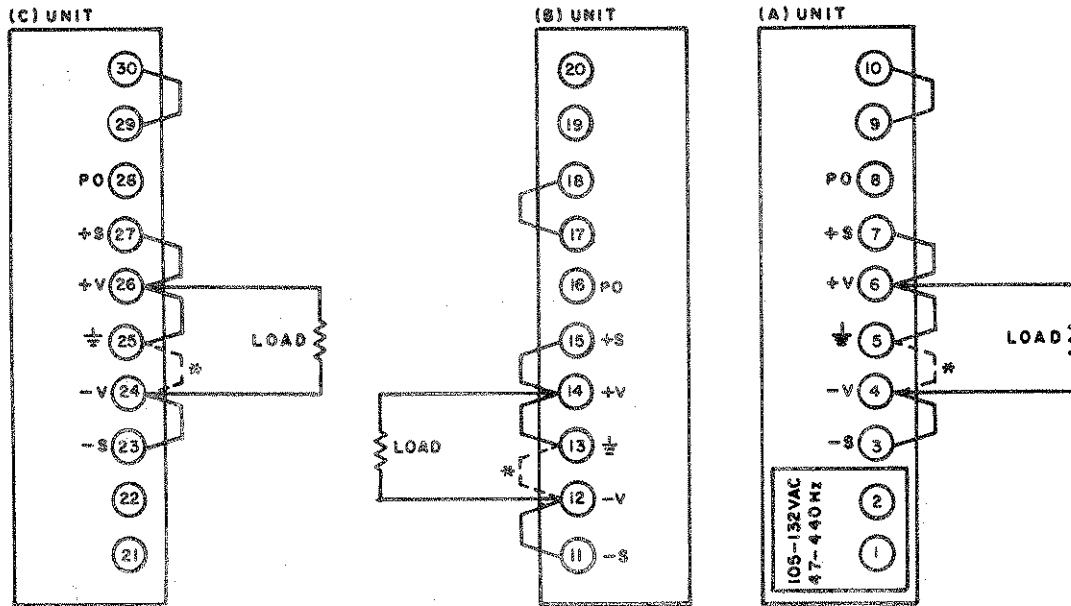 (C) UNIT
30
29
PO 28
+S 27
+V 26
25
*
-V 24
-S 23
22
21
LOAD
(B) UNIT
20
19
18
17
16 PO
15 +S
14 +V
13
*
12 -V
11 -S
LOAD
(A) UNIT
10
9
PO 8
+S 7
+V 6
5
*
-V 4
-S 3
2
1
105-132VAC
47-440Hz
LOAD